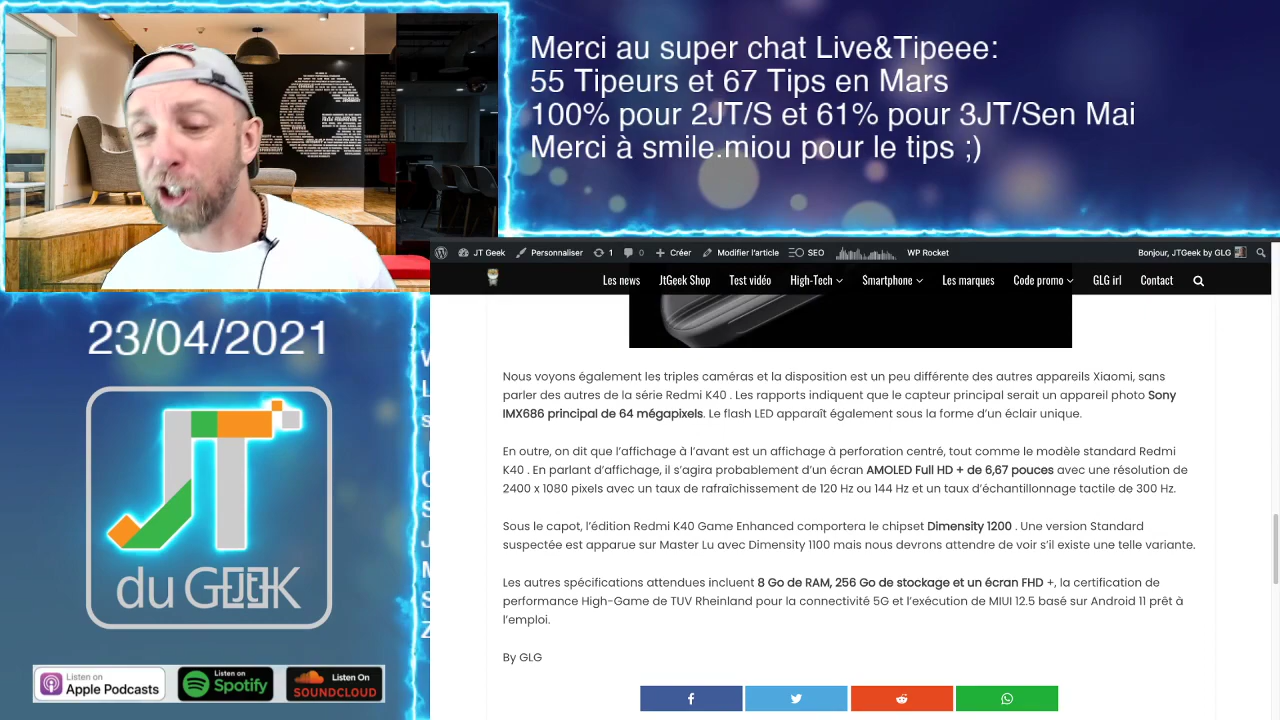 Merci au super chat Live&Tipeee:
55 Tipeurs et 67 Tips en Mars
100% pour 2JT/S et 61% pour 3JT/Sen Mai
Merci à smile.miou pour le tips ;)
JT Geek Personnaliser 1 0 Créer Modifier l'article SEO WP Rocket Bonjour, JTGeek by GLG
Les news JtGeek Shop Test vidéo High-Tech Smartphone Les marques Code promo GLG irl Contact
23/04/2021
JT
du GEEK
Jt
Listen on
Apple Podcasts
Listen on
Spotify
Listen On
SOUNDCLOUD
Nous voyons également les triples caméras et la disposition est un peu différente des autres appareils Xiaomi, sans
parler des autres de la série Redmi K40 . Les rapports indiquent que le capteur principal serait un appareil photo Sony
IMX686 principal de 64 mégapixels. Le flash LED apparaît également sous la forme d'un éclair unique.
En outre, on dit que l'affichage à l'avant est un affichage à perforation centré, tout comme le modèle standard Redmi
K40 . En parlant d'affichage, il s'agira probablement d'un écran AMOLED Full HD + de 6,67 pouces avec une résolution de
2400 x 1080 pixels avec un taux de rafraîchissement de 120 Hz ou 144 Hz et un taux d'échantillonnage tactile de 300 Hz.
Sous le capot, l'édition Redmi K40 Game Enhanced comportera le chipset Dimensity 1200 . Une version Standard
suspectée est apparue sur Master Lu avec Dimensity 1100 mais nous devrons attendre de voir s'il existe une telle variante.
Les autres spécifications attendues incluent 8 Go de RAM, 256 Go de stockage et un écran FHD +, la certification de
performance High-Game de TUV Rheinland pour la connectivité 5G et l'exécution de MIUI 12.5 basé sur Android 11 prêt à
l'emploi.
By GLG